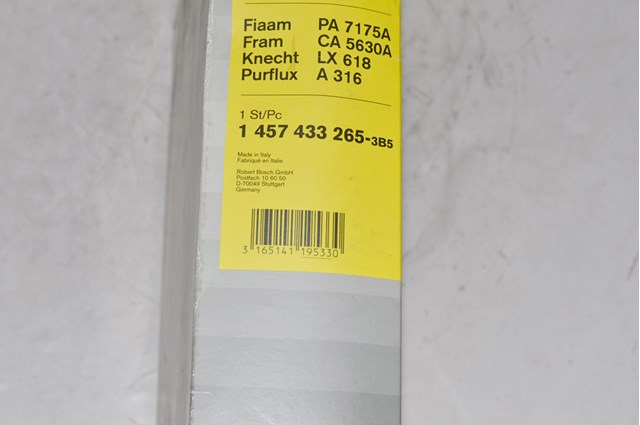 Fiaam PA 7175A
Fram CA 5630A
Knecht LX 618
Purflux A 316
1 St/Pc
1 457 433 265-3B5
Made in Italy
Fabriqué en Italie
Robert Bosch GmbH
Postfach 10 60 50
D-70049 Stuttgart
Germany
3 165141 195330